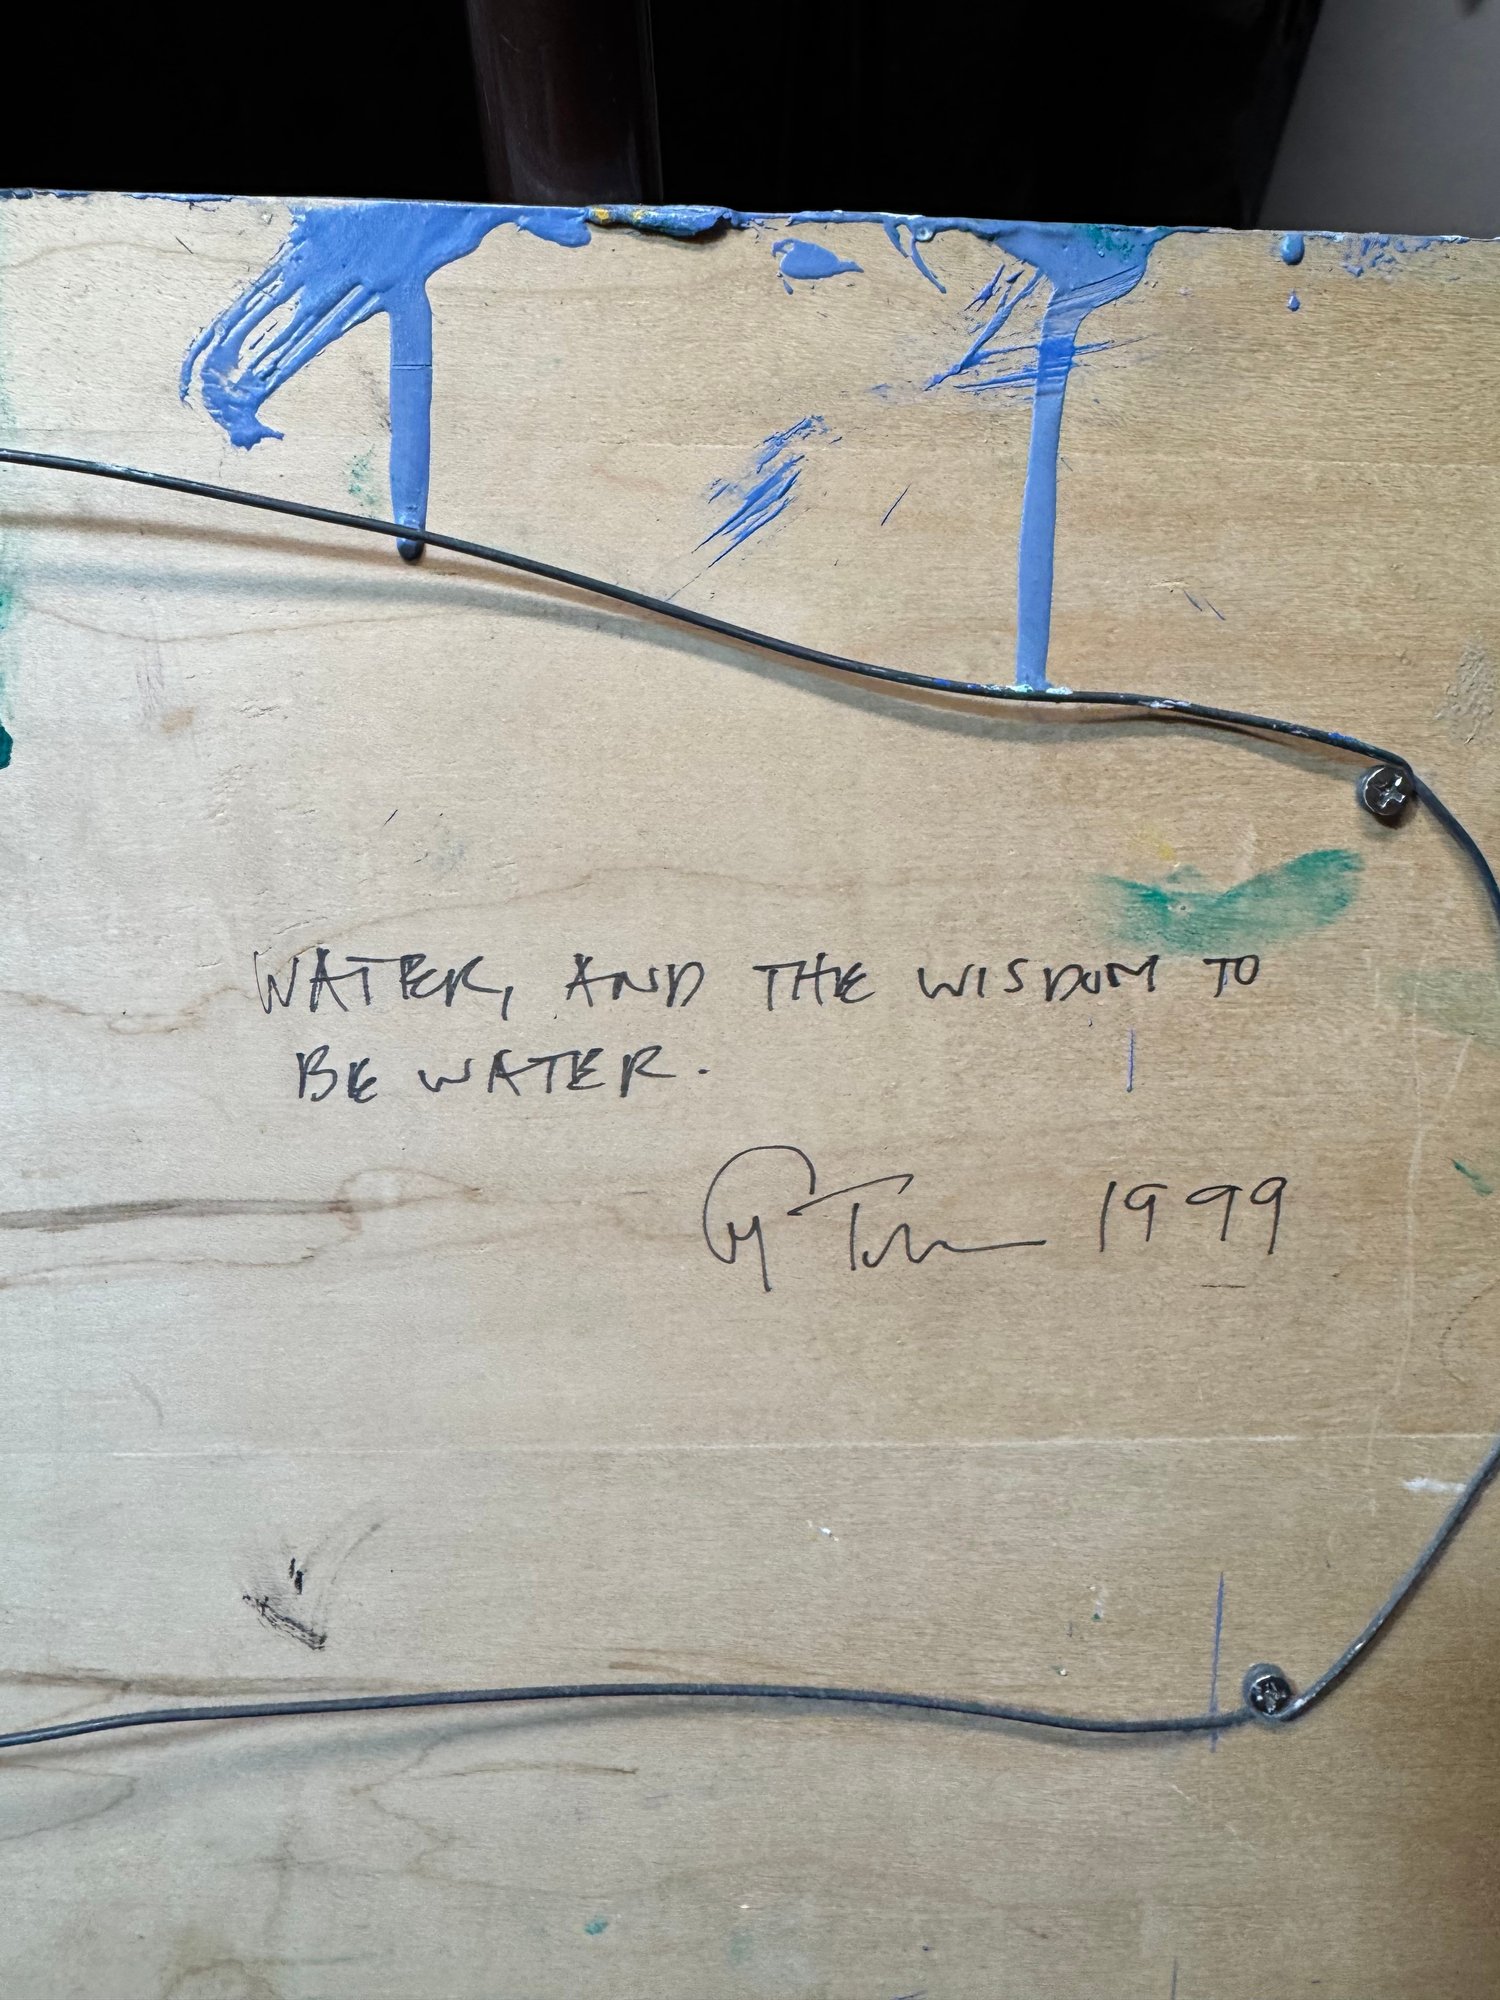 WATER, AND THE WISDOM TO
BE WATER.
1999